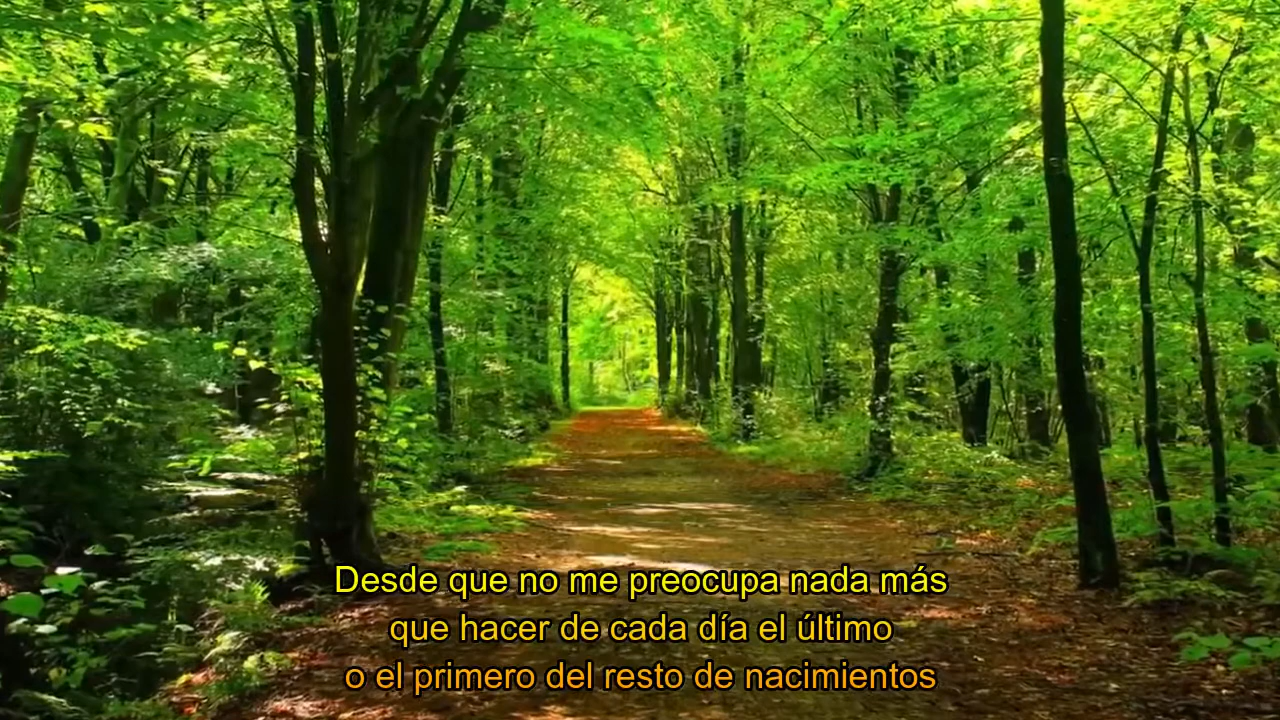 Desde que no me preocupa nada más
que hacer de cada día el último
o el primero del resto de nacimientos